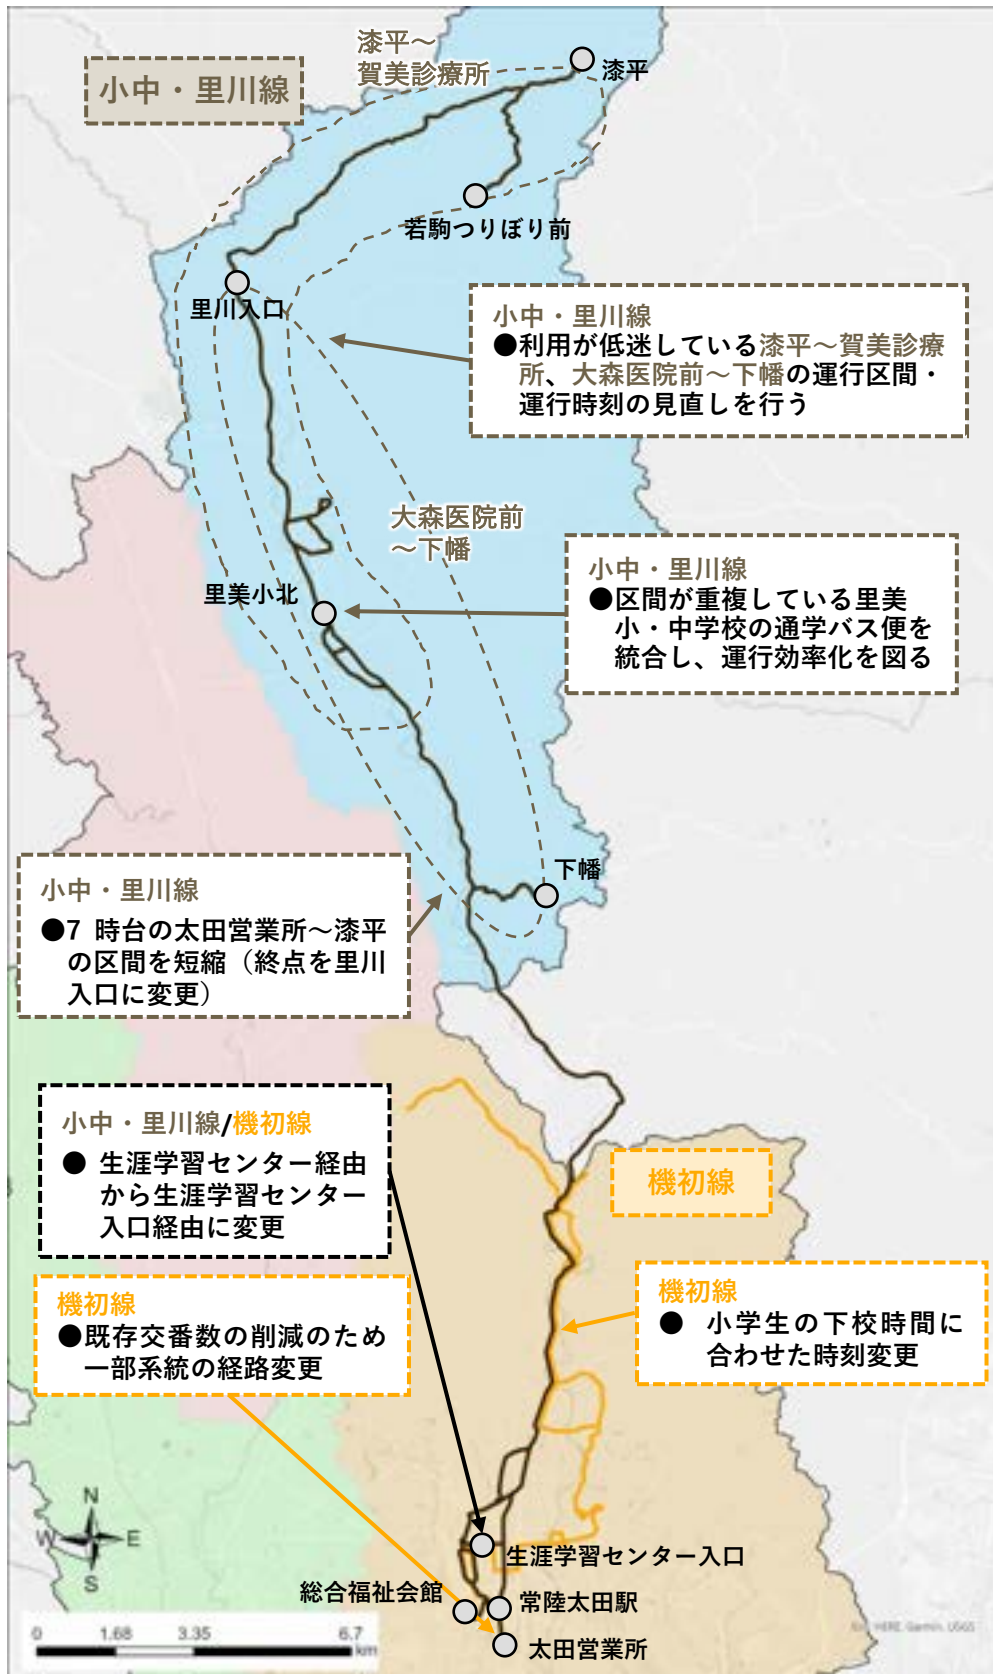 漆平～
賀美診療所
小中・里川線
漆平
若駒つりぼり前
里川入口
小中・里川線
●利用が低迷している漆平～賀美診療
所、大森医院前～下幡の運行区間・
運行時刻の見直しを行う
大森医院前
～下幡
小中・里川線
●区間が重複している里美
小・中学校の通学バス便を
統合し、運行効率化を図る
里美小北
下幡
小中・里川線
●7 時台の太田営業所～漆平
の区間を短縮（終点を里川
入口に変更）
小中・里川線/機初線
● 生涯学習センター経由
から生涯学習センター
入口経由に変更
機初線
機初線
●既存交番数の削減のため
一部系統の経路変更
機初線
● 小学生の下校時間に
合わせた時刻変更
N
W E
S
生涯学習センター入口
総合福祉会館
常陸太田駅
太田営業所
0 1.68 3.35 6.7
km
Esri, HERE, Garmin, USGS